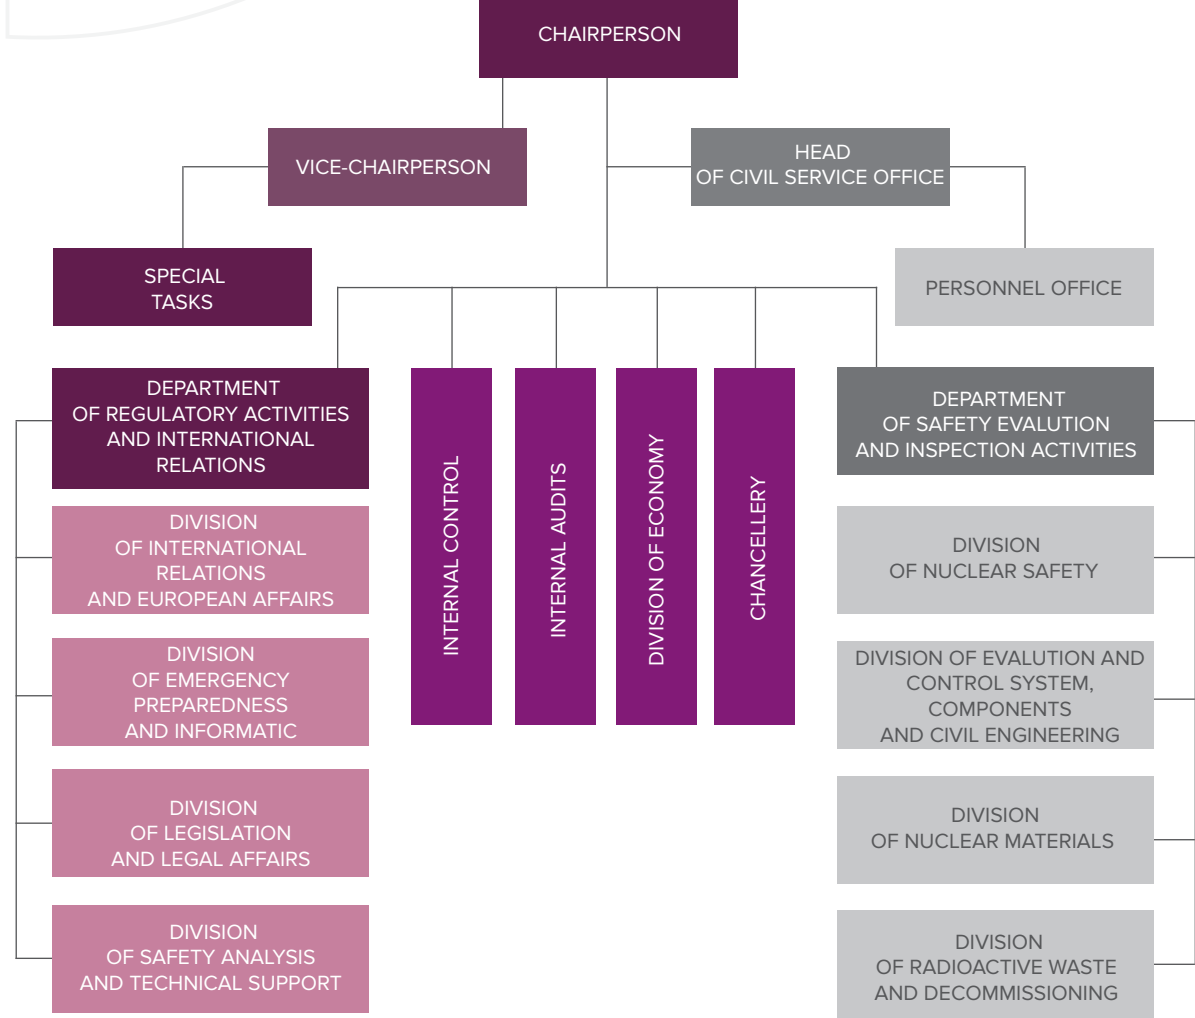 CHAIRPERSON
VICE-CHAIRPERSON
HEAD
OF CIVIL SERVICE OFFICE
SPECIAL
TASKS
PERSONNEL OFFICE
DEPARTMENT
OF REGULATORY ACTIVITIES
AND INTERNATIONAL
RELATIONS
DIVISION
OF INTERNATIONAL
RELATIONS
AND EUROPEAN AFFAIRS
DIVISION
OF EMERGENCY
PREPAREDNESS
AND INFORMATIC
DIVISION
OF LEGISLATION
AND LEGAL AFFAIRS
DIVISION
OF SAFETY ANALYSIS
AND TECHNICAL SUPPORT
INTERNAL CONTROL
INTERNAL AUDITS
DIVISION OF ECONOMY
CHANCELLERY
DEPARTMENT
OF SAFETY EVALUTION
AND INSPECTION ACTIVITIES
DIVISION
OF NUCLEAR SAFETY
DIVISION OF EVALUTION AND
CONTROL SYSTEM,
COMPONENTS
AND CIVIL ENGINEERING
DIVISION
OF NUCLEAR MATERIALS
DIVISION
OF RADIOACTIVE WASTE
AND DECOMMISSIONING